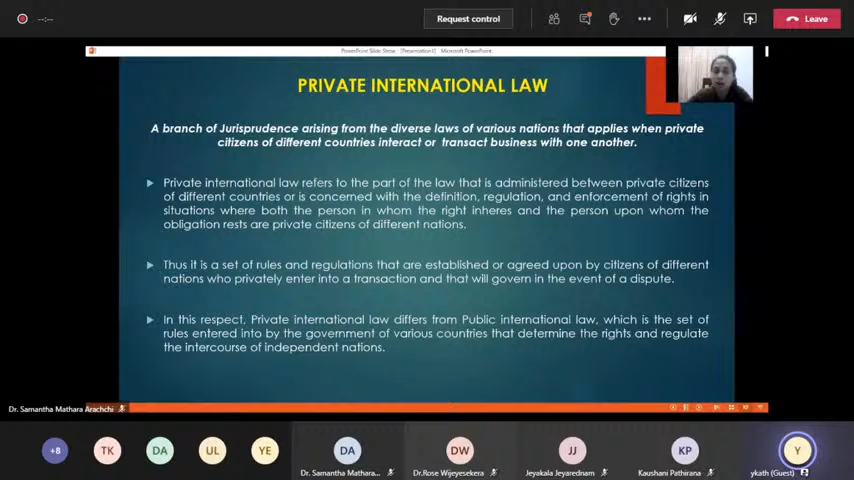 --:--
Request control
Leave
PowerPoint Slide Show - [Presentation1] - Microsoft PowerPoint
PRIVATE INTERNATIONAL LAW
A branch of Jurisprudence arising from the diverse laws of various nations that applies when private
citizens of different countries interact or transact business with one another.
Private international law refers to the part of the law that is administered between private citizens
of different countries or is concerned with the definition, regulation, and enforcement of rights in
situations where both the person in whom the right inheres and the person upon whom the
obligation rests are private citizens of different nations.
Thus it is a set of rules and regulations that are established or agreed upon by citizens of different
nations who privately enter into a transaction and that will govern in the event of a dispute.
In this respect, Private international law differs from Public international law, which is the set of
rules entered into by the government of various countries that determine the rights and regulate
the intercourse of independent nations.
Dr. Samantha Mathara Arachchi
+8 TK DA UL YE DA DW JJ KP Y
Dr. Samantha Mathara... Dr.Rose Wijeyesekera Jeyakala Jeyarednam Kaushani Pathirana ykath (Guest)